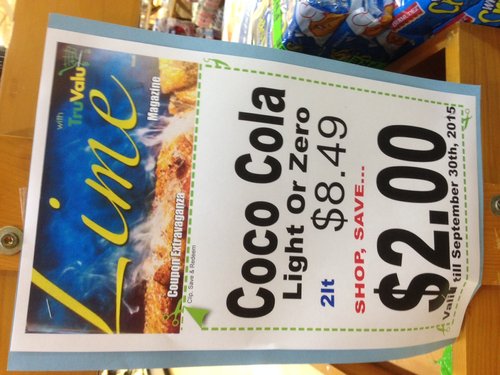 with
TruValu
Lime
Magazine
Coupon Extravaganza
Clip, Save & Redeem
Coco Cola
Light Or Zero
2lt $8.49
SHOP, SAVE...
$2.00
Valid till September 30th, 2015